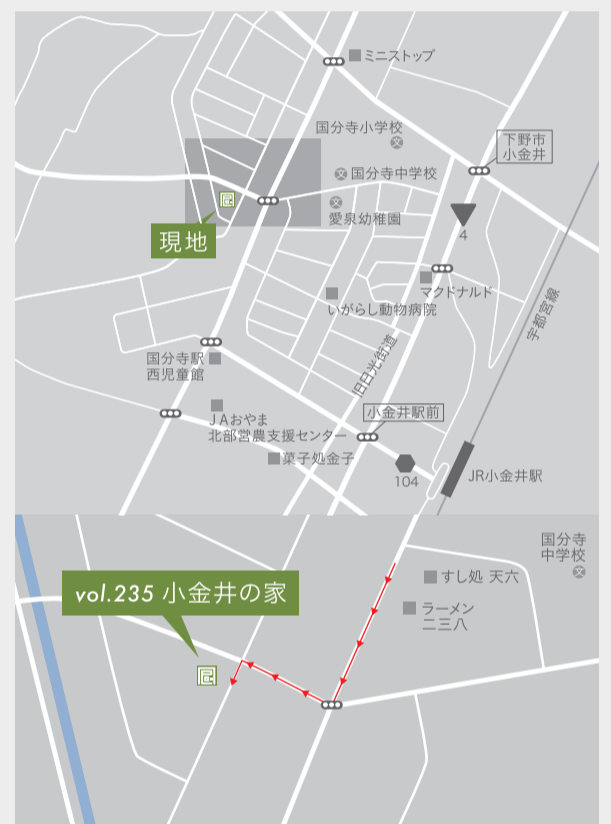 ミニストップ
国分寺小学校
文
下野市
小金井
文
国分寺中学校
文
愛泉幼稚園
4
現地
マクドナルド
いがらし動物病院
宇都宮線
旧日光街道
国分寺駅
西児童館
小金井駅前
JAおやま
北部営農支援センター
菓子処金子
104
JR小金井駅
国分寺
中学校
文
すし処 天六
vol.235 小金井の家
ラーメン
二三八